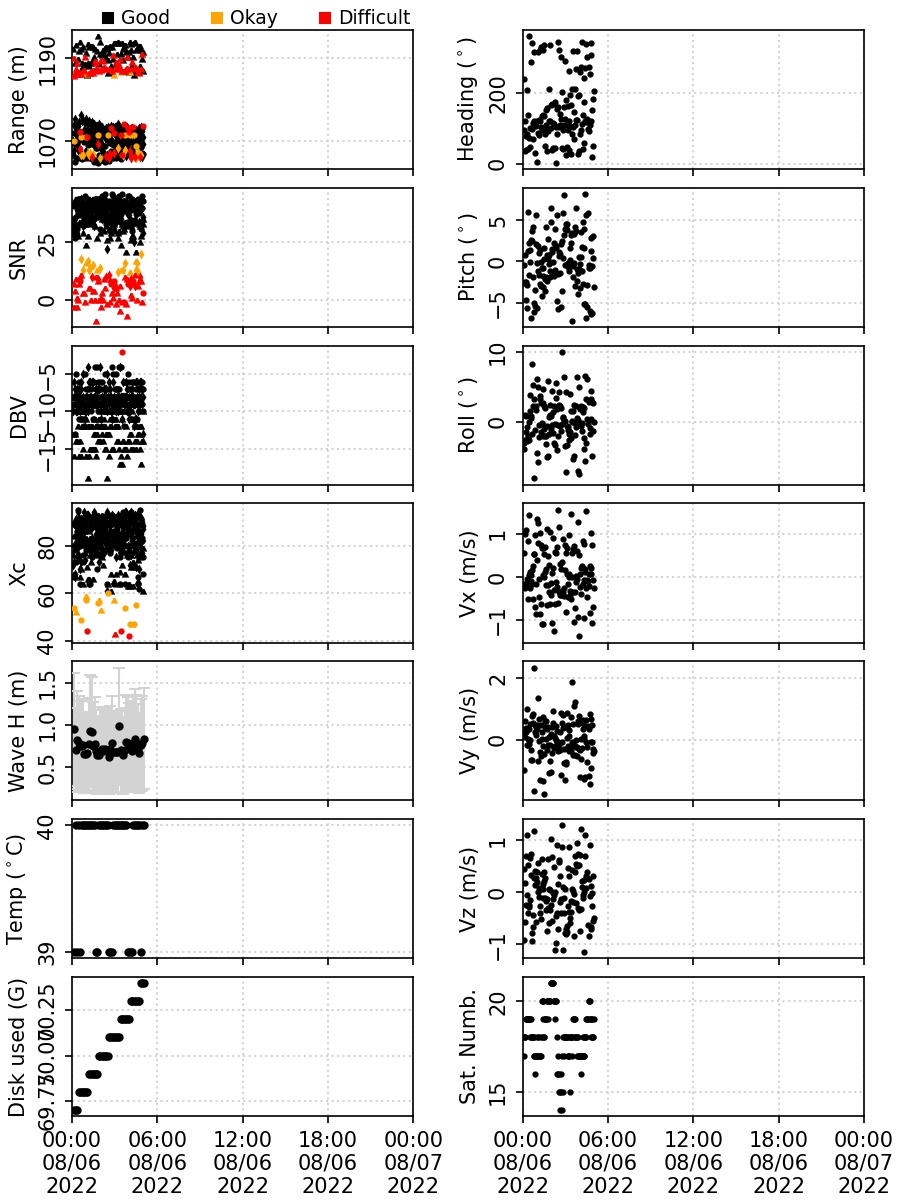 Good Okay Difficult
Range (m)
1190
1070
Heading (°)
200
0
SNR
25
0
Pitch (°)
5
0
−5
DBV
−5
−10
−15
Roll (°)
10
0
Xc
80
60
40
Vx (m/s)
1
0
−1
Wave H (m)
1.5
1.0
0.5
Vy (m/s)
2
0
Temp (°C)
40
39
Vz (m/s)
1
0
−1
Disk used (G)
70.25
70.00
69.75
Sat. Numb.
20
15
00:00 06:00 12:00 18:00 00:00
08/06 08/06 08/06 08/06 08/07
2022 2022 2022 2022 2022
00:00 06:00 12:00 18:00 00:00
08/06 08/06 08/06 08/06 08/07
2022 2022 2022 2022 2022